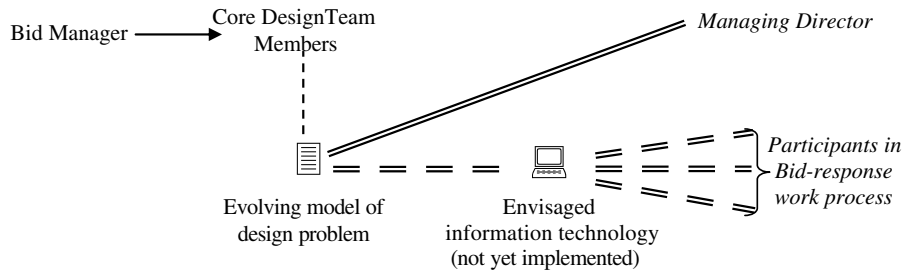 Core DesignTeam
Members
Bid Manager
Managing Director
Participants in
Bid-response
work process
Evolving model of
design problem
Envisaged
information technology
(not yet implemented)